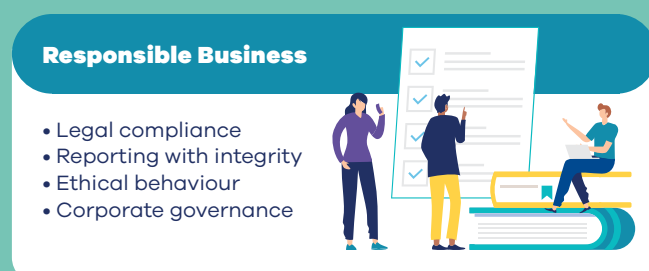 Responsible Business
• Legal compliance
• Reporting with integrity
• Ethical behaviour
• Corporate governance